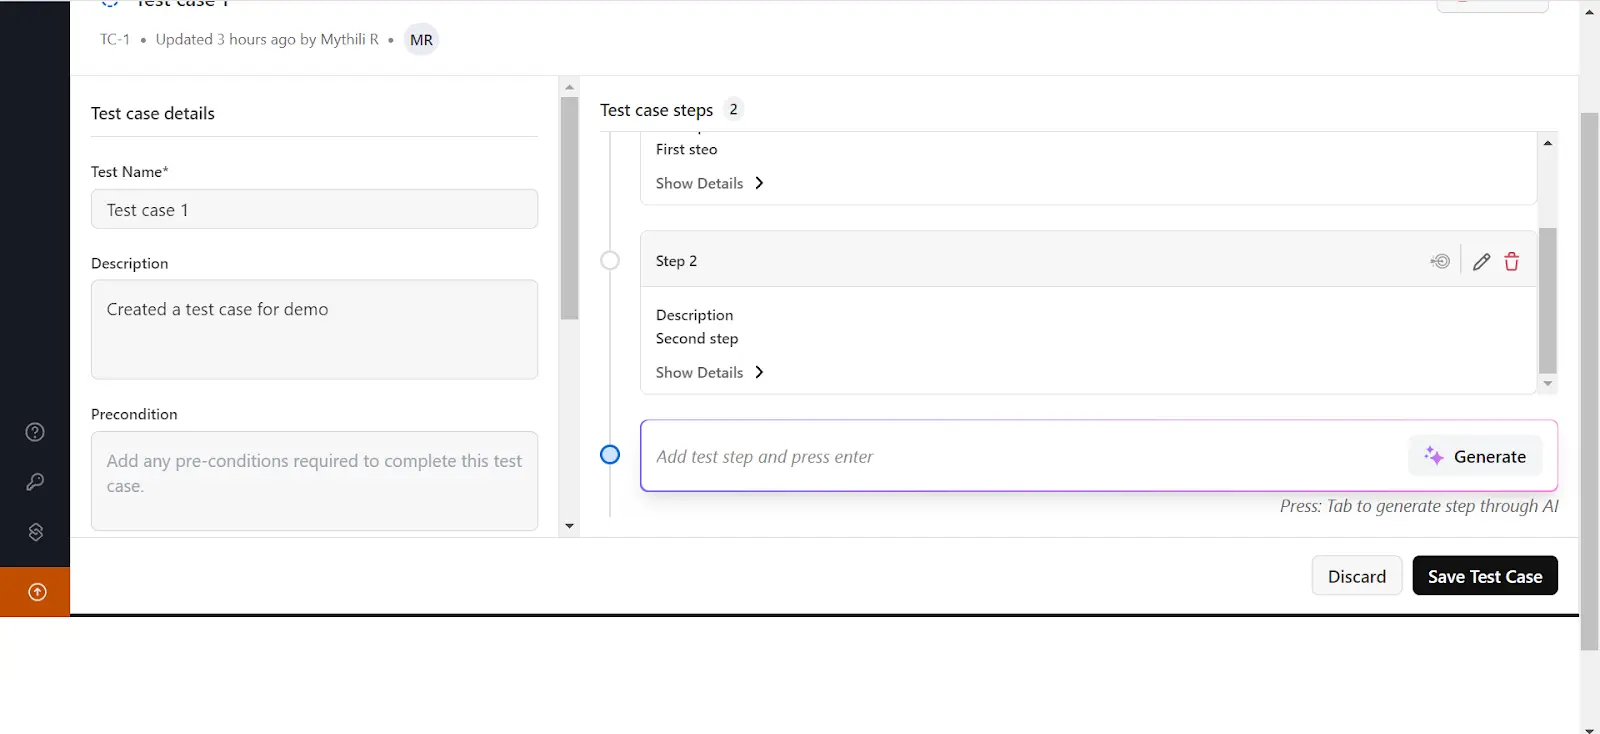 Test case 1
TC-1 • Updated 3 hours ago by Mythili R • MR
Test case details
Test Name*
Test case 1
Description
Created a test case for demo
Precondition
Add any pre-conditions required to complete this test
case.
Test case steps 2
First steo
Show Details
Step 2
Description
Second step
Show Details
Add test step and press enter
Generate
Press: Tab to generate step through AI
Discard
Save Test Case